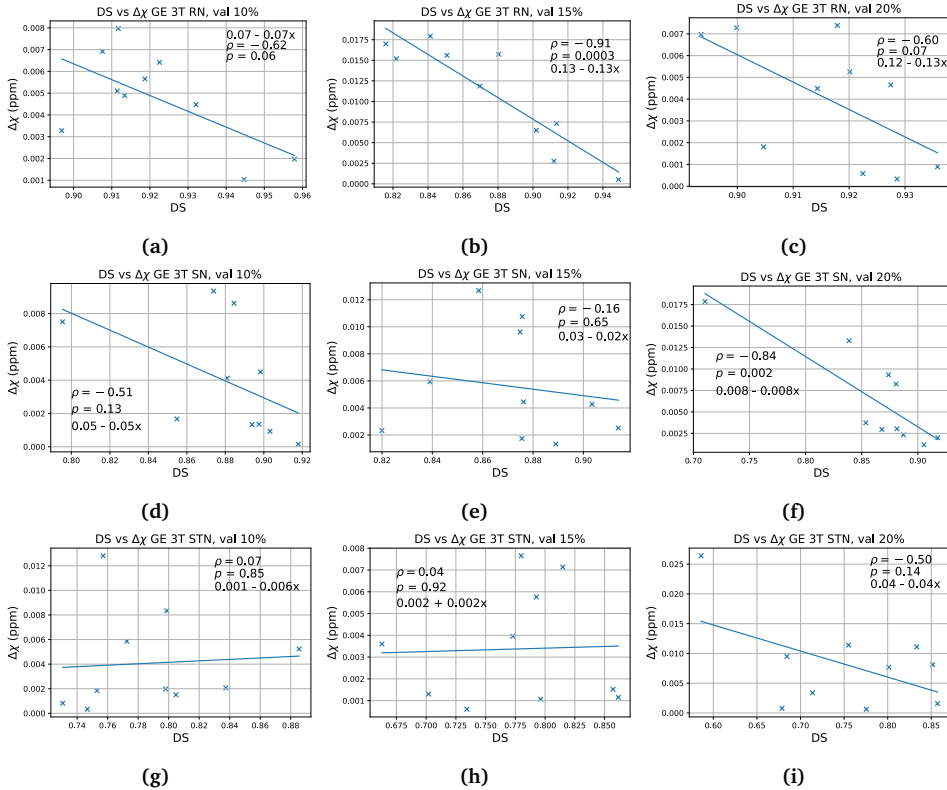 DS vs Δχ GE 3T RN, val 10%
0.008
0.007
0.006
0.005
0.004
0.003
0.002
0.001
Δχ (ppm)
0.07 - 0.07x
ρ = −0.62
p = 0.06
0.90 0.91 0.92 0.93 0.94 0.95 0.96
DS
(a)
DS vs Δχ GE 3T RN, val 15%
0.0175
0.0150
0.0125
0.0100
0.0075
0.0050
0.0025
0.0000
Δχ (ppm)
ρ = −0.91
p = 0.0003
0.13 - 0.13x
0.82 0.84 0.86 0.88 0.90 0.92 0.94
DS
(b)
DS vs Δχ GE 3T RN, val 20%
0.007
0.006
0.005
0.004
0.003
0.002
0.001
0.000
Δχ (ppm)
ρ = −0.60
p = 0.07
0.12 - 0.13x
0.90 0.91 0.92 0.93
DS
(c)
DS vs Δχ GE 3T SN, val 10%
0.008
0.006
0.004
0.002
0.000
Δχ (ppm)
ρ = −0.51
p = 0.13
0.05 - 0.05x
0.80 0.82 0.84 0.86 0.88 0.90 0.92
DS
(d)
DS vs Δχ GE 3T SN, val 15%
0.012
0.010
0.008
0.006
0.004
0.002
Δχ (ppm)
ρ = −0.16
p = 0.65
0.03 - 0.02x
0.82 0.84 0.86 0.88 0.90
DS
(e)
DS vs Δχ GE 3T SN, val 20%
0.0175
0.0150
0.0125
0.0100
0.0075
0.0050
0.0025
Δχ (ppm)
ρ = −0.84
p = 0.002
0.008 - 0.008x
0.70 0.75 0.80 0.85 0.90
DS
(f)
DS vs Δχ GE 3T STN, val 10%
0.012
0.010
0.008
0.006
0.004
0.002
0.000
Δχ (ppm)
ρ = 0.07
p = 0.85
0.001 - 0.006x
0.74 0.76 0.78 0.80 0.82 0.84 0.86 0.88
DS
(g)
DS vs Δχ GE 3T STN, val 15%
0.008
0.007
0.006
0.005
0.004
0.003
0.002
0.001
0.000
Δχ (ppm)
ρ = 0.04
p = 0.92
0.002 + 0.002x
0.675 0.700 0.725 0.750 0.775 0.800 0.825 0.850
DS
(h)
DS vs Δχ GE 3T STN, val 20%
0.025
0.020
0.015
0.010
0.005
0.000
Δχ (ppm)
ρ = −0.50
p = 0.14
0.04 - 0.04x
0.60 0.65 0.70 0.75 0.80 0.85
DS
(i)